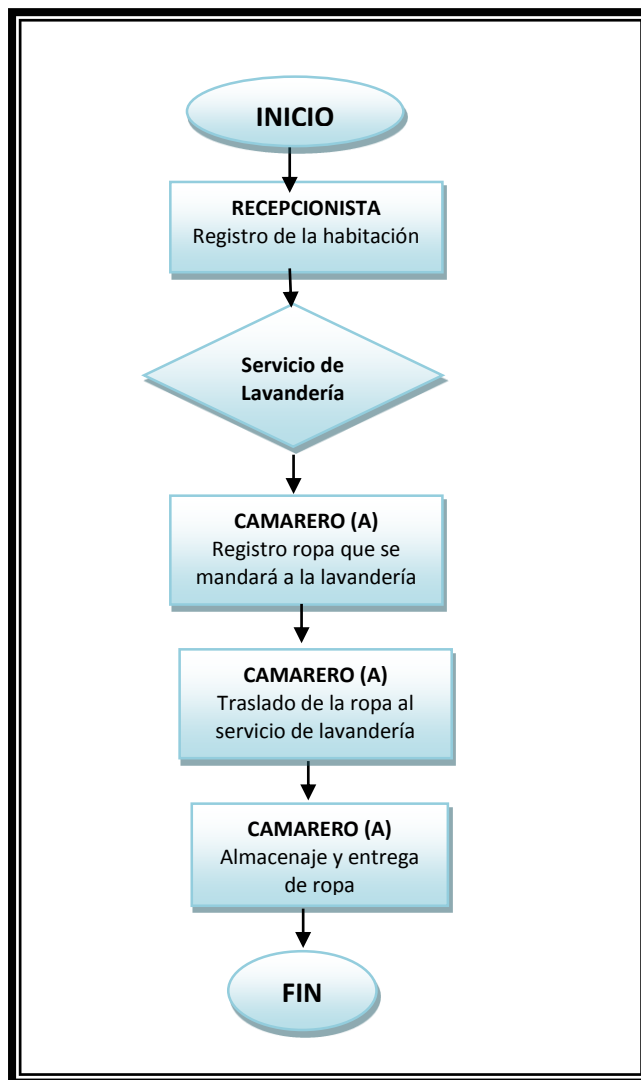 INICIO
RECEPCIONISTA
Registro de la habitación
Servicio de
Lavandería
CAMARERO (A)
Registro ropa que se
mandará a la lavandería
CAMARERO (A)
Traslado de la ropa al
servicio de lavandería
CAMARERO (A)
Almacenaje y entrega
de ropa
FIN